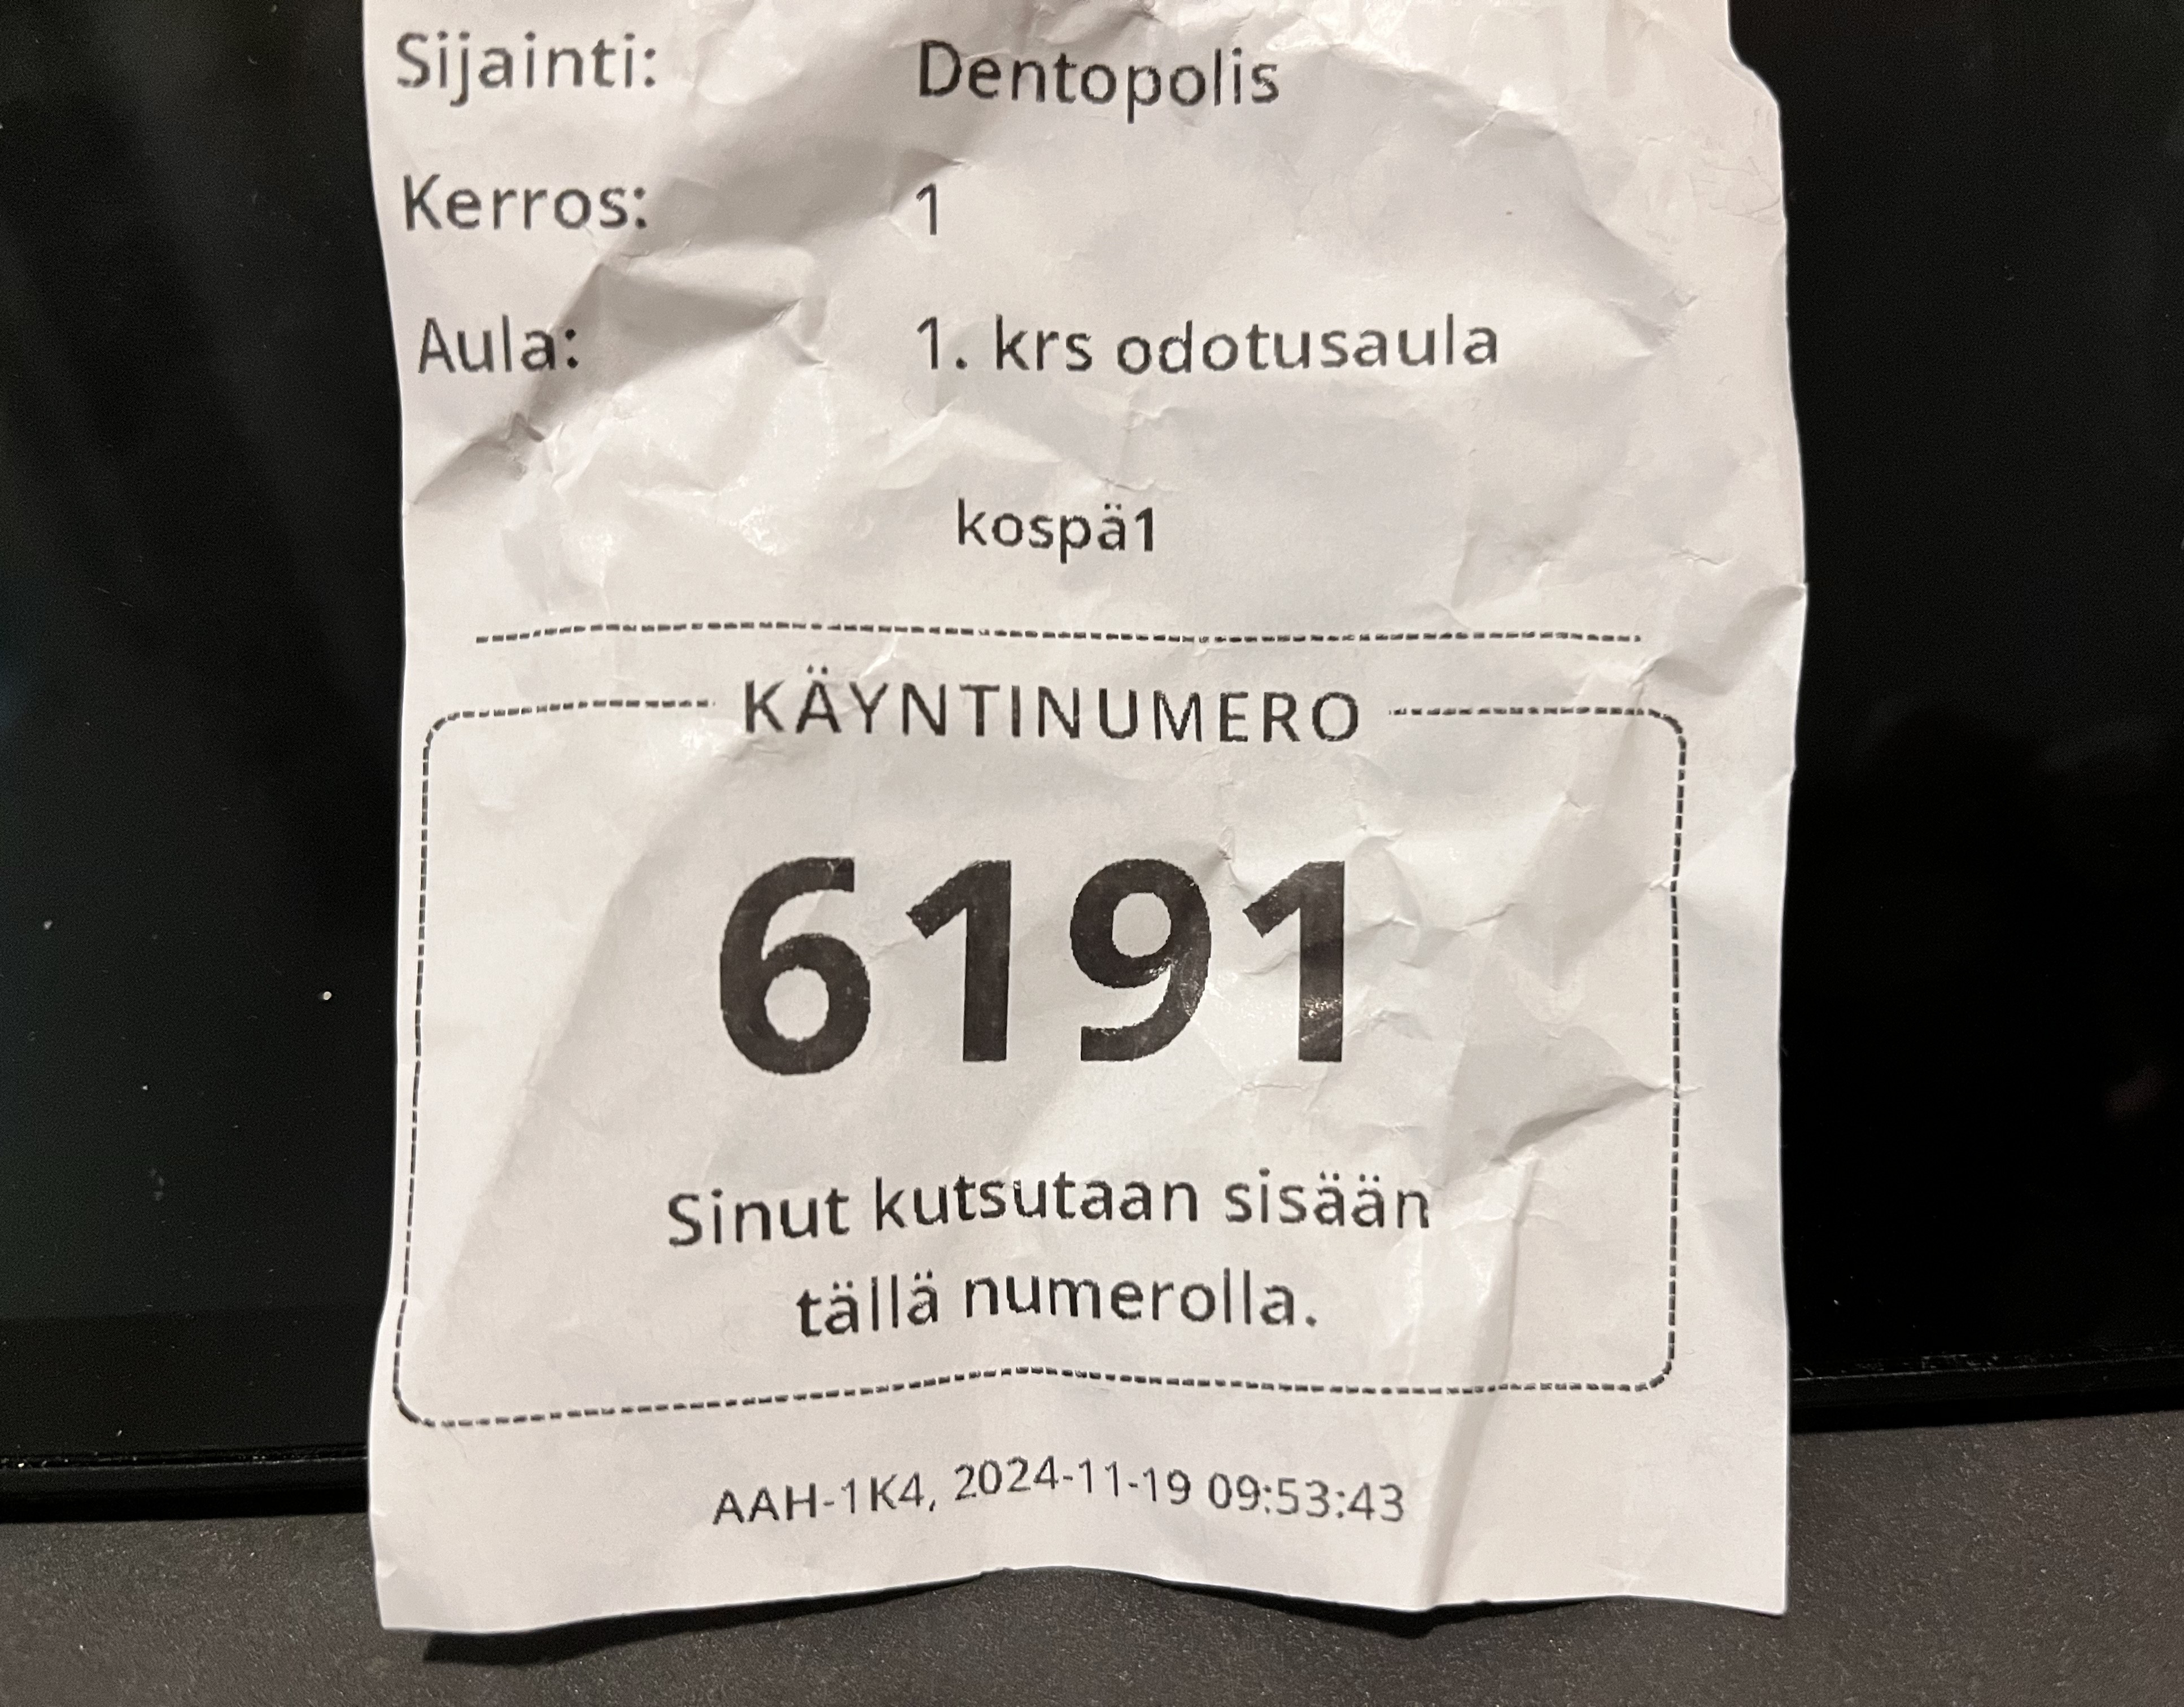 Sijainti: Dentopolis
Kerros: 1
Aula: 1. krs odotusaula
kospä1
KÄYNTINUMERO
6191
Sinut kutsutaan sisään
tällä numerolla.
AAH-1K4, 2024-11-19 09:53:43